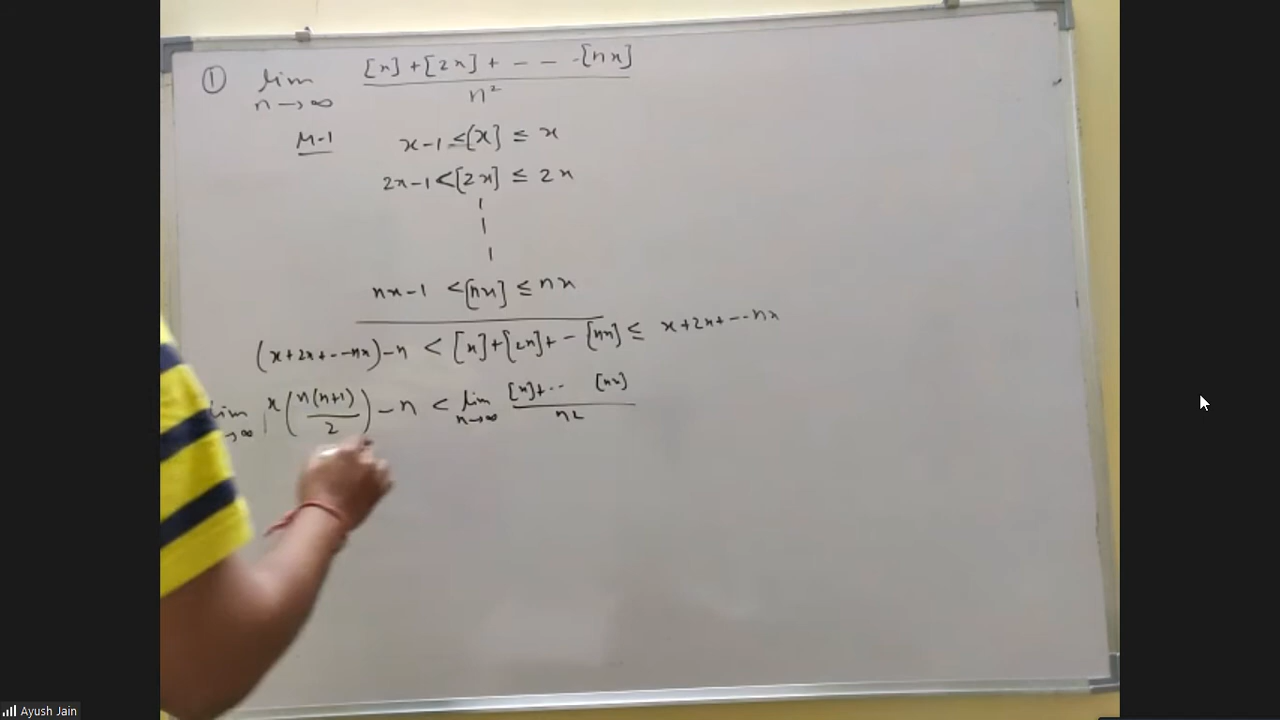 ① lim n→∞ [x]+[2x]+ - - -[nx] / n²
M-1 x-1<[x] ≤ x
2x-1<[2x] ≤ 2x
nx-1 <[nx] ≤ nx
(x+2x+--nx)-n < [x]+[2x]+ - [nx] ≤ x+2x+--nx
lim →∞ x(n(n+1)/2)-n < lim n→∞ [x]+-- [nx] / n2
Ayush Jain